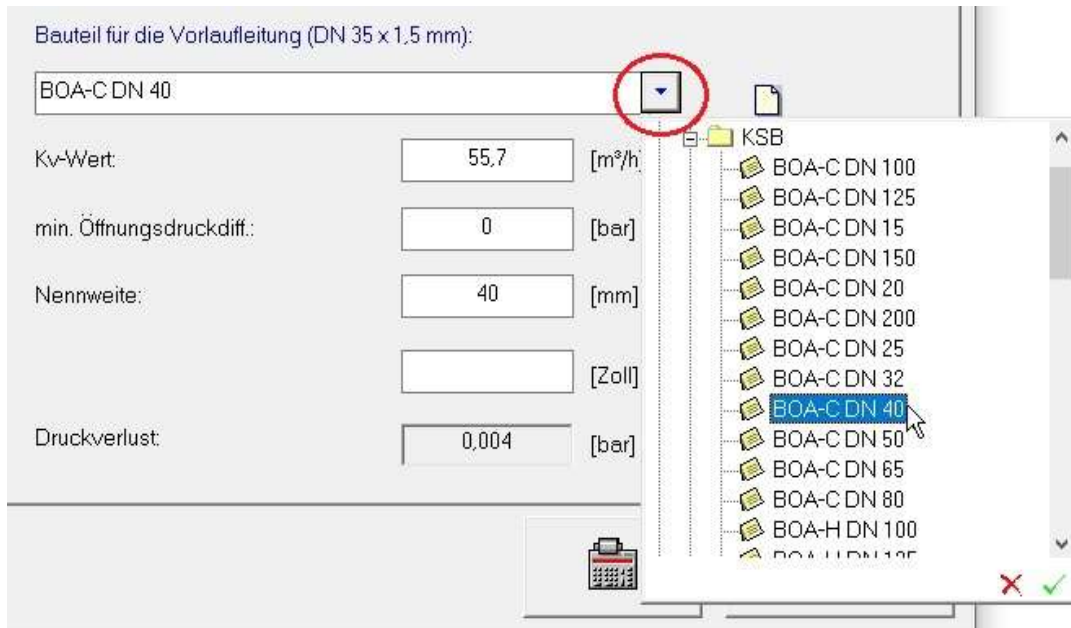 Bauteil für die Vorlaufleitung (DN 35 x 1,5 mm):
BOA-C DN 40
Kv-Wert: 55,7 [m³/h]
min. Öffnungsdruckdiff.: 0 [bar]
Nennweite: 40 [mm]
[Zoll]
Druckverlust: 0,004 [bar]
KSB
BOA-C DN 100
BOA-C DN 125
BOA-C DN 15
BOA-C DN 150
BOA-C DN 20
BOA-C DN 200
BOA-C DN 25
BOA-C DN 32
BOA-C DN 40
BOA-C DN 50
BOA-C DN 65
BOA-C DN 80
BOA-H DN 100